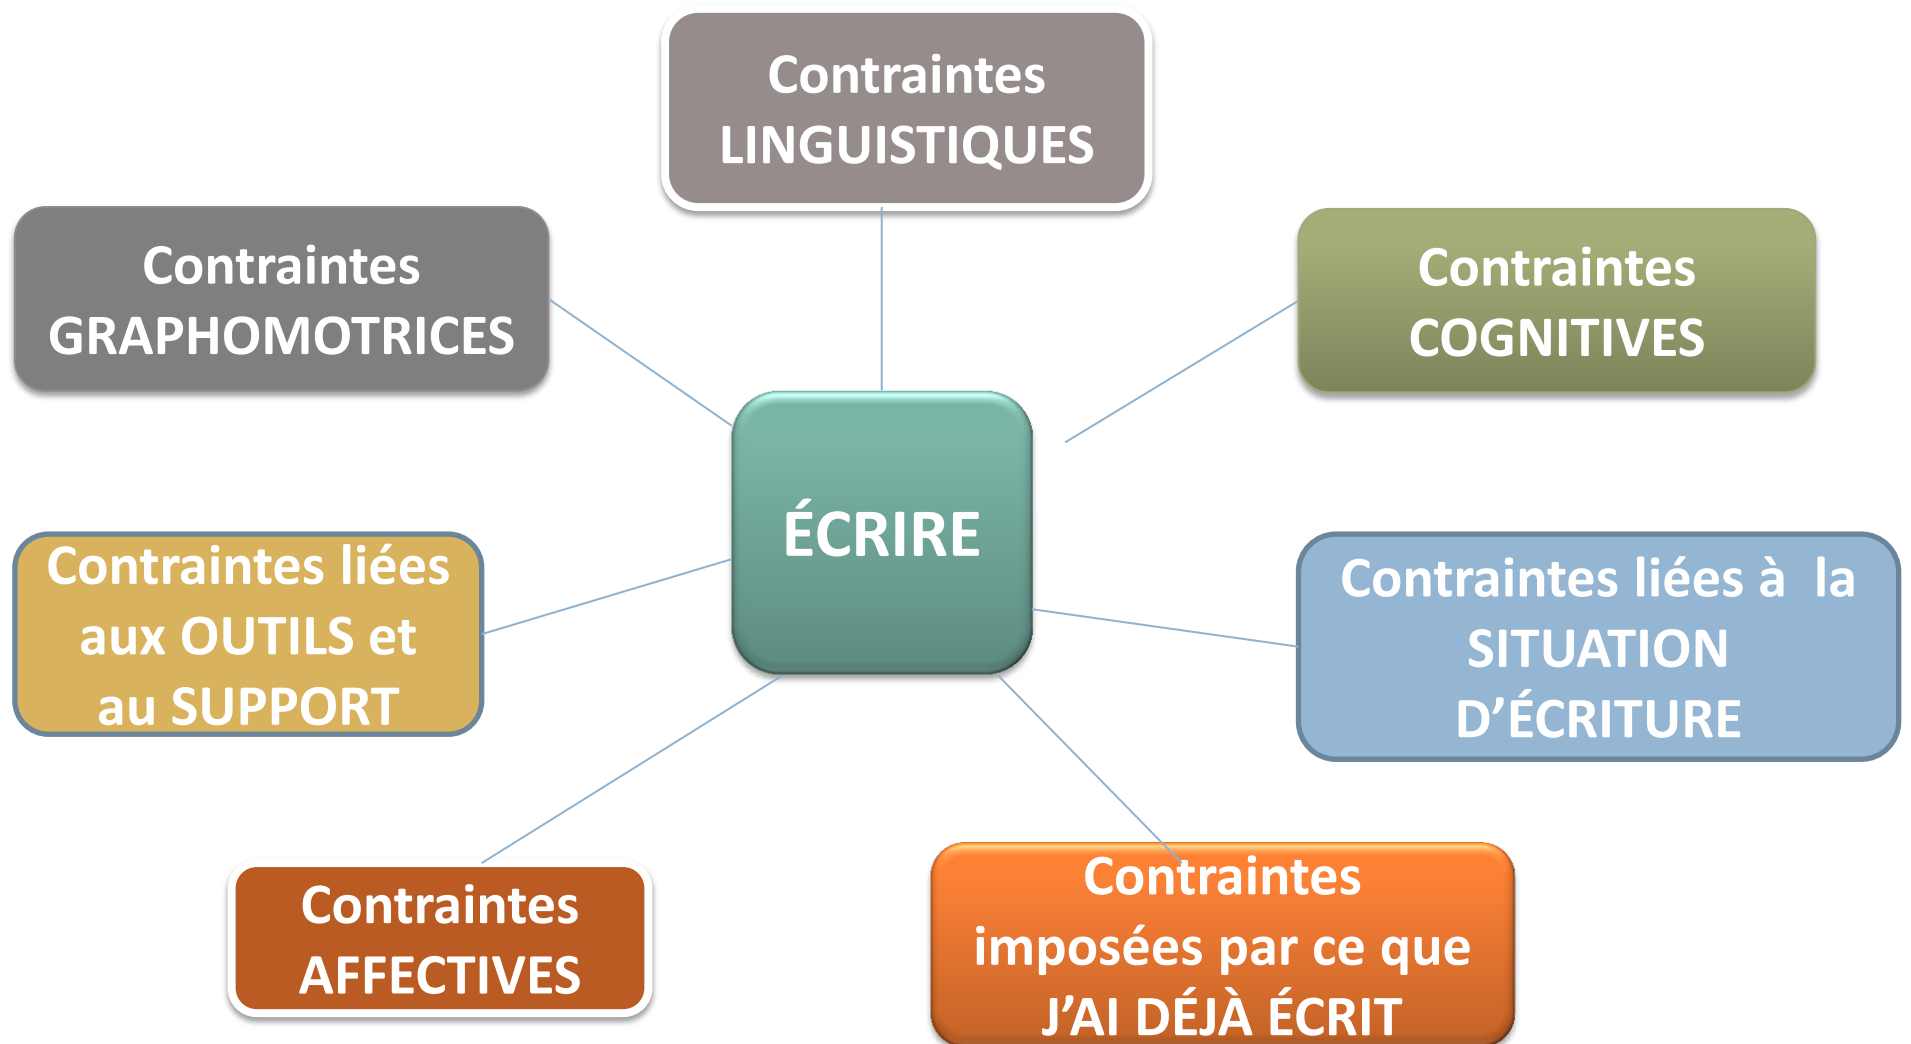 Contraintes
LINGUISTIQUES
Contraintes
GRAPHOMOTRICES
Contraintes
COGNITIVES
ÉCRIRE
Contraintes liées
aux OUTILS et
au SUPPORT
Contraintes liées à  la
SITUATION
D’ÉCRITURE
Contraintes
AFFECTIVES
Contraintes
imposées par ce que
J’AI DÉJÀ ÉCRIT